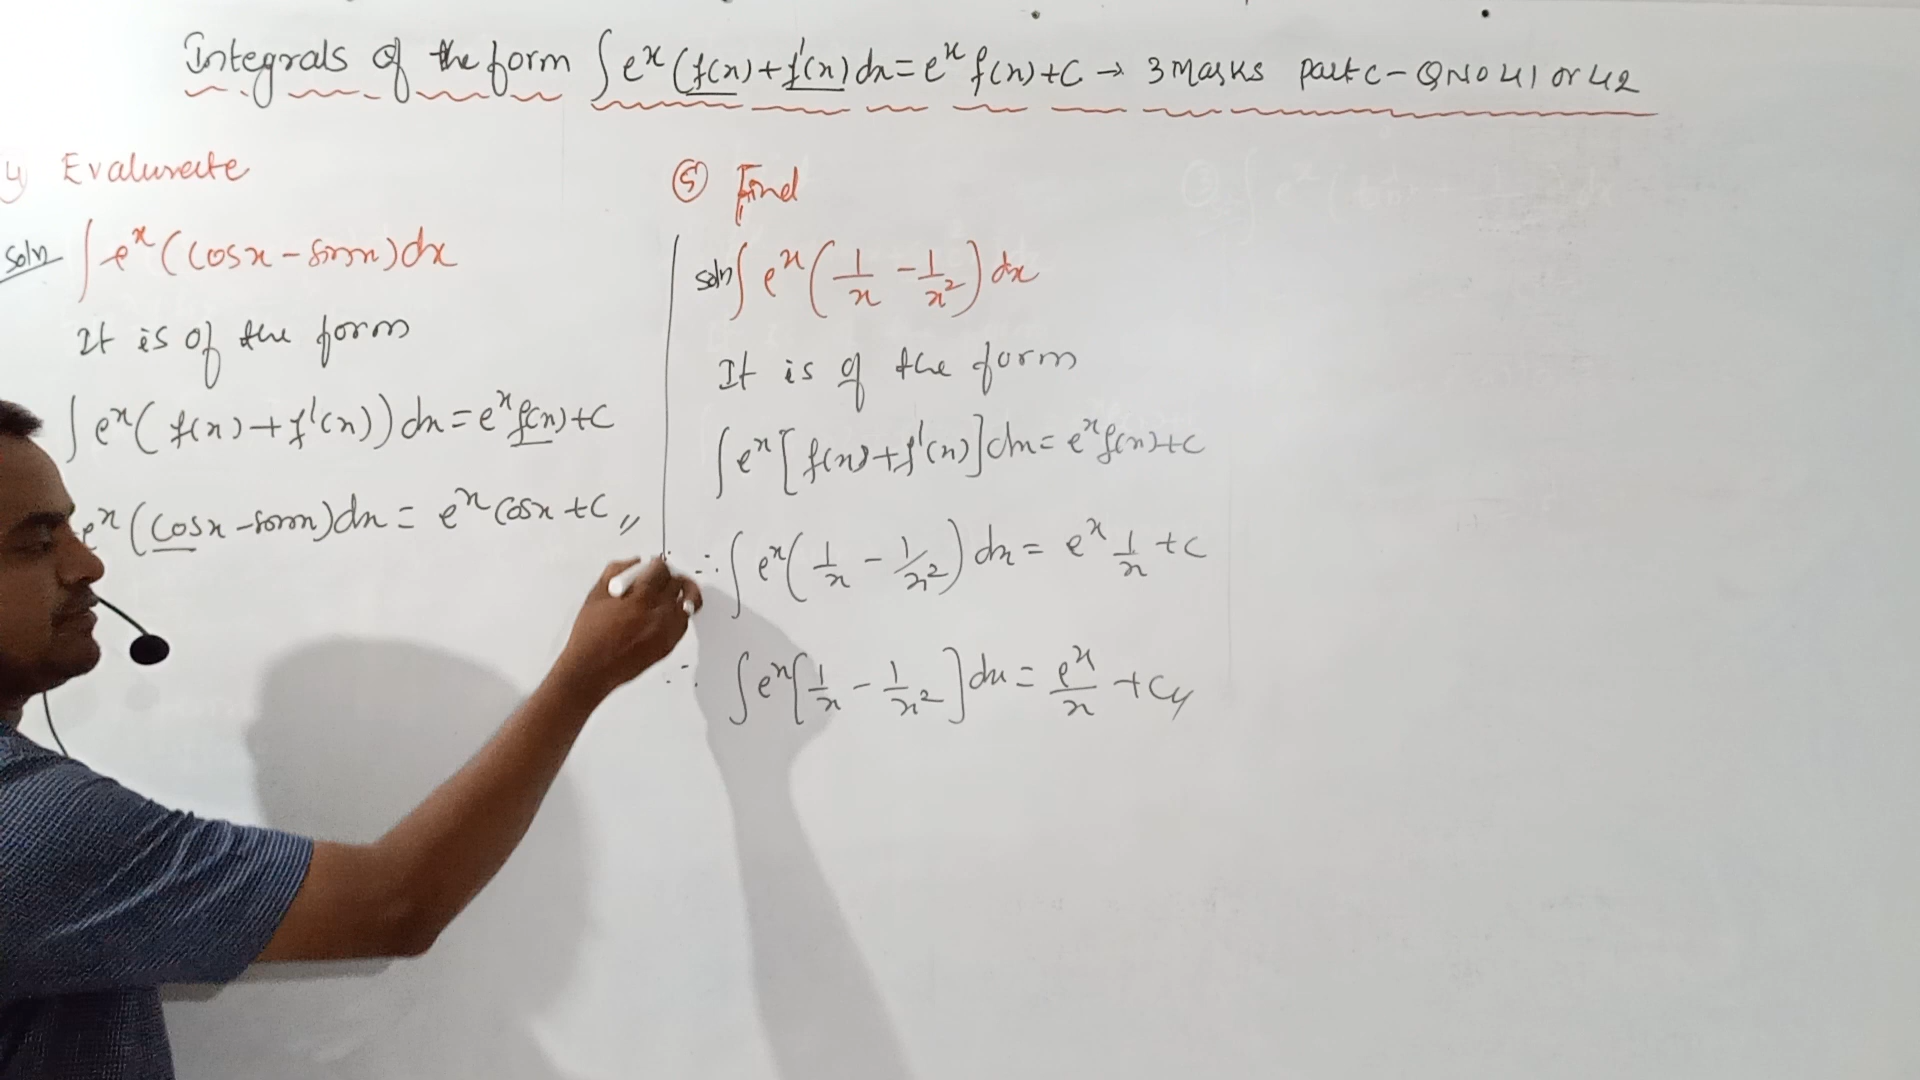 Integrals of the form ∫eˣ(f(x)+f'(x)dx=eˣf(x)+C → 3 Marks part C - QNO 41 or 42
4) Evaluate
Soln ∫eˣ(cosx-sinx)dx
It is of the form
∫eˣ(f(x)+f'(x))dx=eˣf(x)+C
eˣ(cosx-sinx)dx = eˣcosx+C
⑤ Find
Soln ∫eˣ(1/x - 1/x²)dx
It is of the form
∫eˣ[f(x)+f'(x)]dx=eˣf(x)+C
∴ ∫eˣ(1/x - 1/x²)dx = eˣ 1/x +C
∴ ∫eˣ[1/x - 1/x²]dx = eˣ/x +C